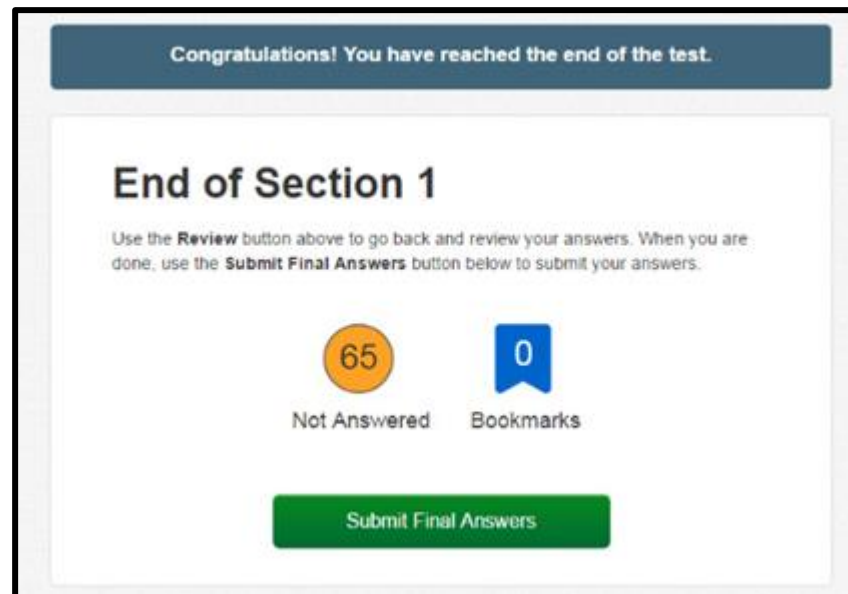 Congratulations! You have reached the end of the test.
End of Section 1
Use the Review button above to go back and review your answers. When you are
done, use the Submit Final Answers button below to submit your answers.
65
0
Not Answered
Bookmarks
Submit Final Answers